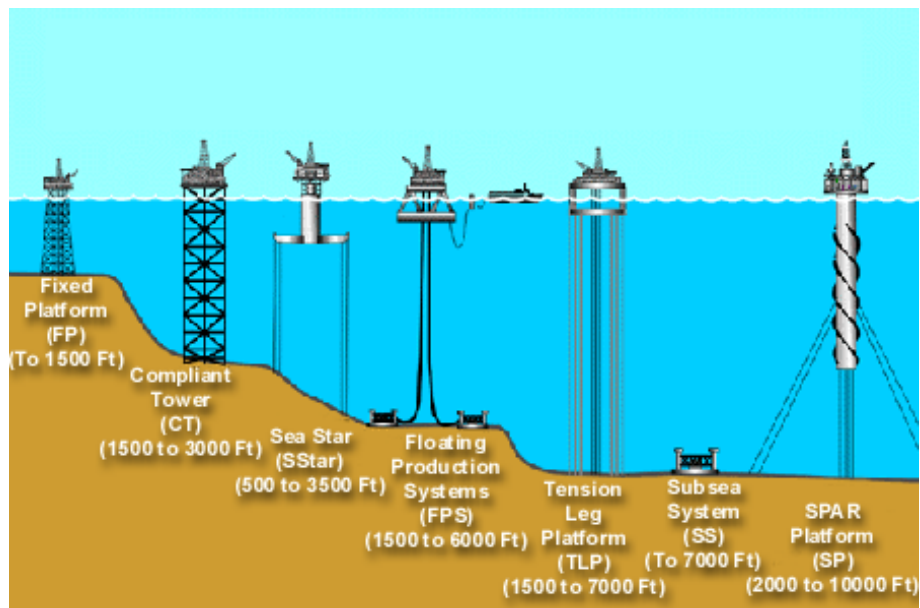 Fixed
Platform
(FP)
(To 1500 Ft)
Compliant
Tower
(CT)
(1500 to 3000 Ft)
Sea Star
(SStar)
(500 to 3500 Ft)
Floating
Production
Systems
(FPS)
(1500 to 6000 Ft)
Tension
Leg
Platform
(TLP)
(1500 to 7000 Ft)
Subsea
System
(SS)
(To 7000 Ft)
SPAR
Platform
(SP)
(2000 to 10000 Ft)